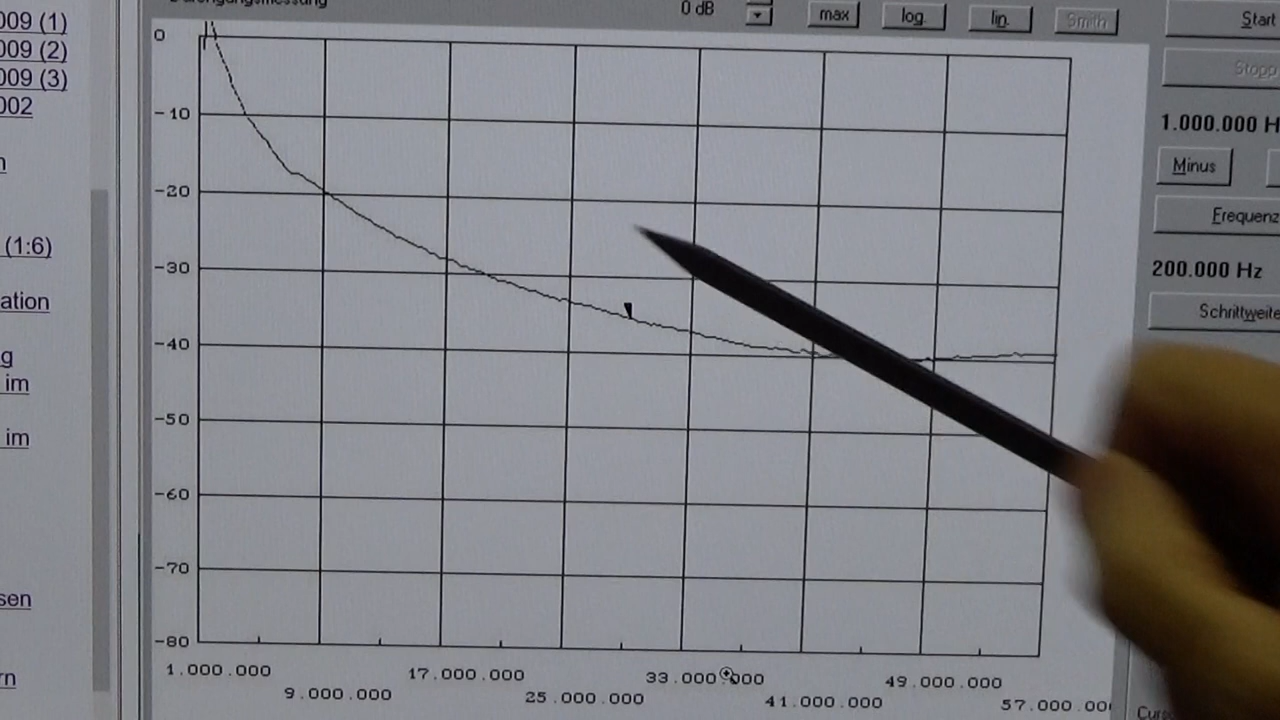 009 (1)
009 (2)
009 (3)
002
(1:6)
ation
g
im
im
sen
rn
0 dB
max
log.
lin.
Smith
Start
Stopp
1.000.000 H
Minus
Frequenz
200.000 Hz
Schrittweite
0
-10
-20
-30
-40
-50
-60
-70
-80
1.000.000
9.000.000
17.000.000
25.000.000
33.000.000
41.000.000
49.000.000
57.000.00